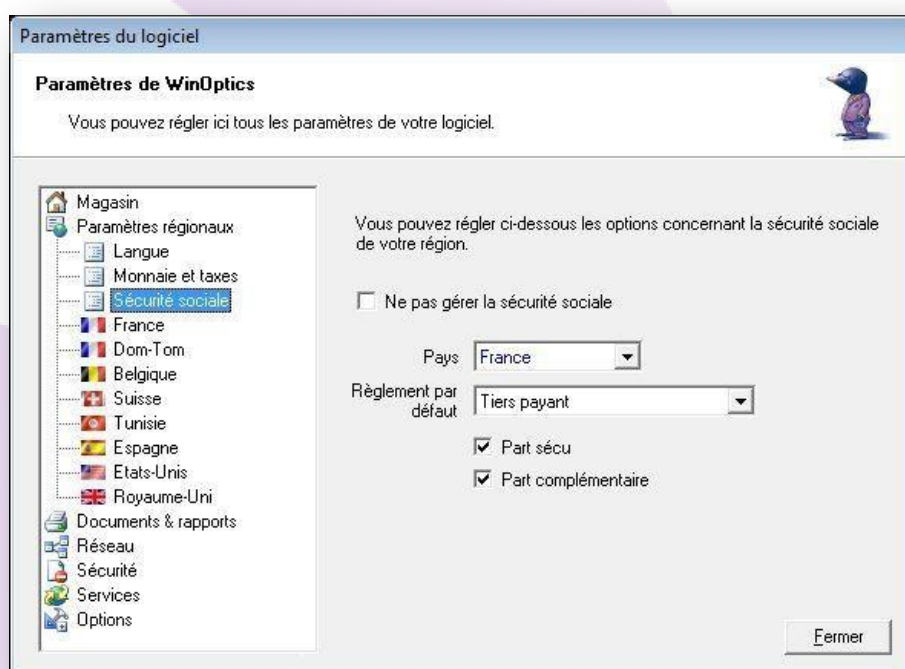 Paramètres du logiciel
Paramètres de WinOptics
Vous pouvez régler ici tous les paramètres de votre logiciel.
Magasin
Paramètres régionaux
Langue
Monnaie et taxes
Sécurité sociale
France
Dom-Tom
Belgique
Suisse
Tunisie
Espagne
Etats-Unis
Royaume-Uni
Documents & rapports
Réseau
Sécurité
Services
Options
Vous pouvez régler ci-dessous les options concernant la sécurité sociale
de votre région.
Ne pas gérer la sécurité sociale
Pays France
Règlement par
défaut Tiers payant
Part sécu
Part complémentaire
Fermer